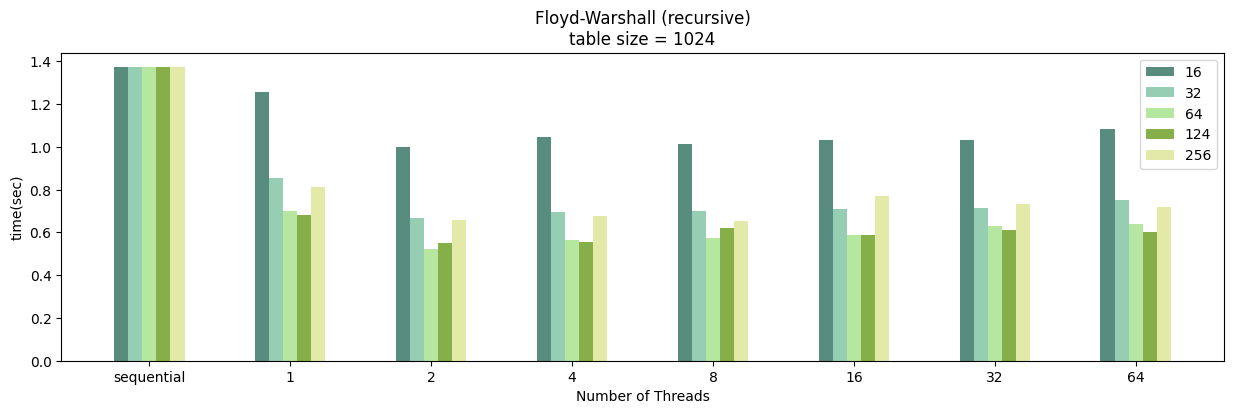 Floyd-Warshall (recursive)
table size = 1024
1.4
1.2
1.0
0.8
0.6
0.4
0.2
0.0
time(sec)
16
32
64
124
256
sequential 1 2 4 8 16 32 64
Number of Threads